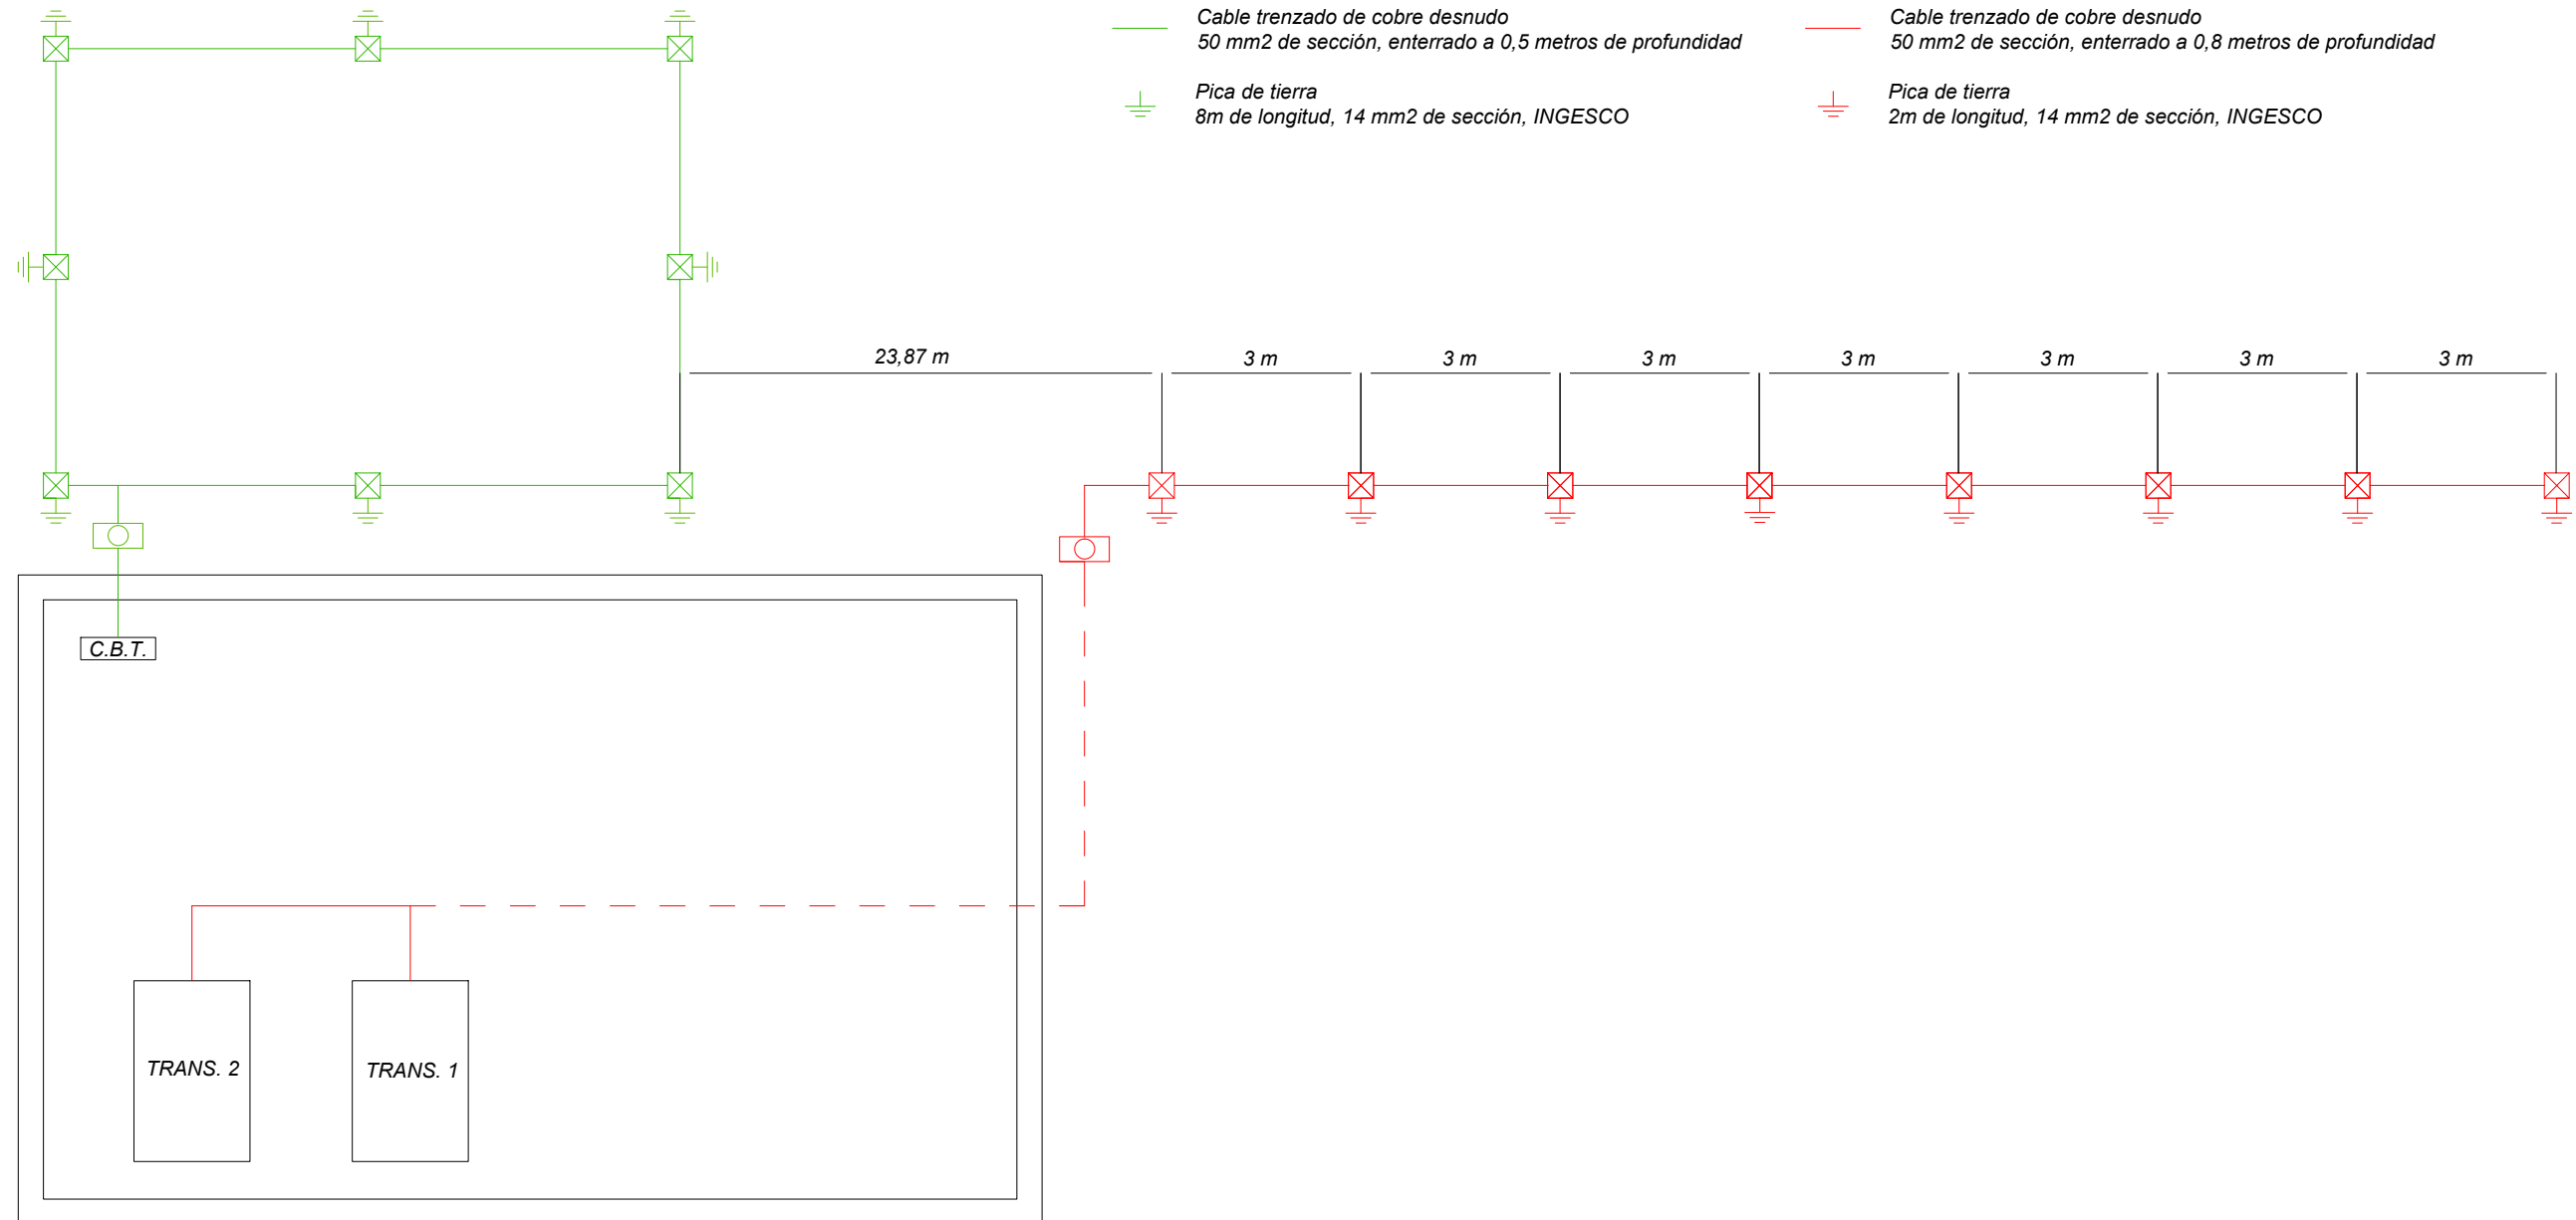 Cable trenzado de cobre desnudo
50 mm2 de sección, enterrado a 0,5 metros de profundidad
Pica de tierra
8m de longitud, 14 mm2 de sección, INGESCO
Cable trenzado de cobre desnudo
50 mm2 de sección, enterrado a 0,8 metros de profundidad
Pica de tierra
2m de longitud, 14 mm2 de sección, INGESCO
23,87 m
3 m
3 m
3 m
3 m
3 m
3 m
3 m
C.B.T.
TRANS. 2
TRANS. 1